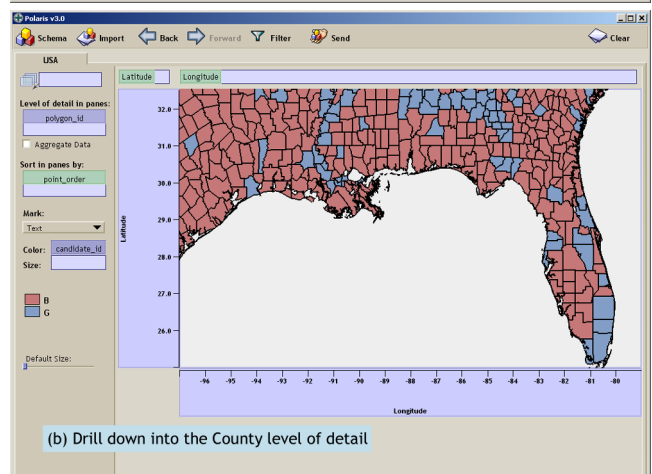 Polaris v3.0
Schema Import Back Forward Filter Send Clear
USA
Latitude Longitude
Level of detail in panes:
polygon_id
Aggregate Data
Sort in panes by:
point_order
Mark:
Text
Color: candidate_id
Size:
B
G
Default Size:
Latitude
32.0
31.0
30.0
29.0
28.0
27.0
26.0
-96 -95 -94 -93 -92 -91 -90 -89 -88 -87 -86 -85 -84 -83 -82 -81 -80
Longitude
(b) Drill down into the County level of detail